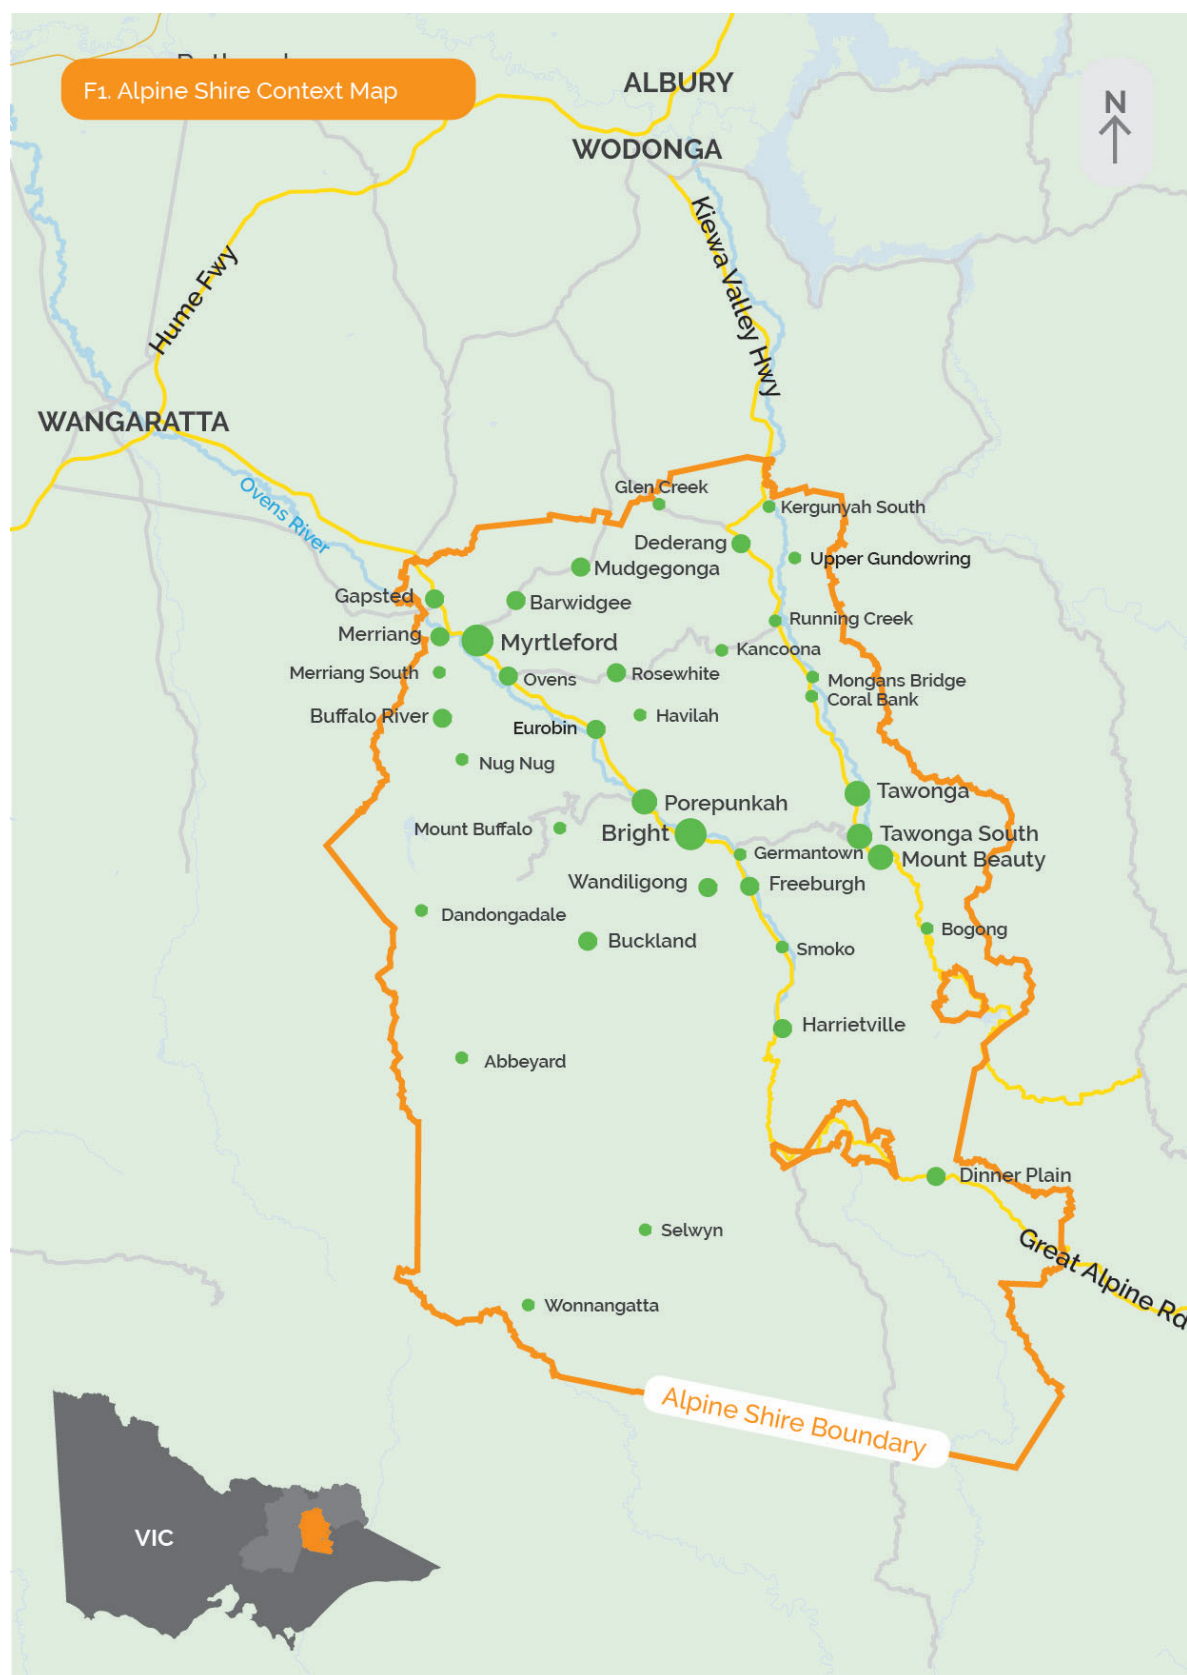 F1. Alpine Shire Context Map
ALBURY
N
WODONGA
Kiewa Valley Hwy
Hume Fwy
WANGARATTA
Ovens River
Glen Creek
Kergunyah South
Dederang
Upper Gundowring
Mudgegonga
Gapsted
Barwidgee
Running Creek
Merriang
Myrtleford
Kancoona
Merriang South
Ovens
Rosewhite
Mongans Bridge
Coral Bank
Buffalo River
Havilah
Eurobin
Nug Nug
Tawonga
Porepunkah
Mount Buffalo
Bright
Tawonga South
Germantown
Mount Beauty
Wandiligong
Freeburgh
Dandongadale
Bogong
Buckland
Smoko
Harrietville
Abbeyard
Dinner Plain
Selwyn
Great Alpine Rd
Wonnangatta
Alpine Shire Boundary
VIC